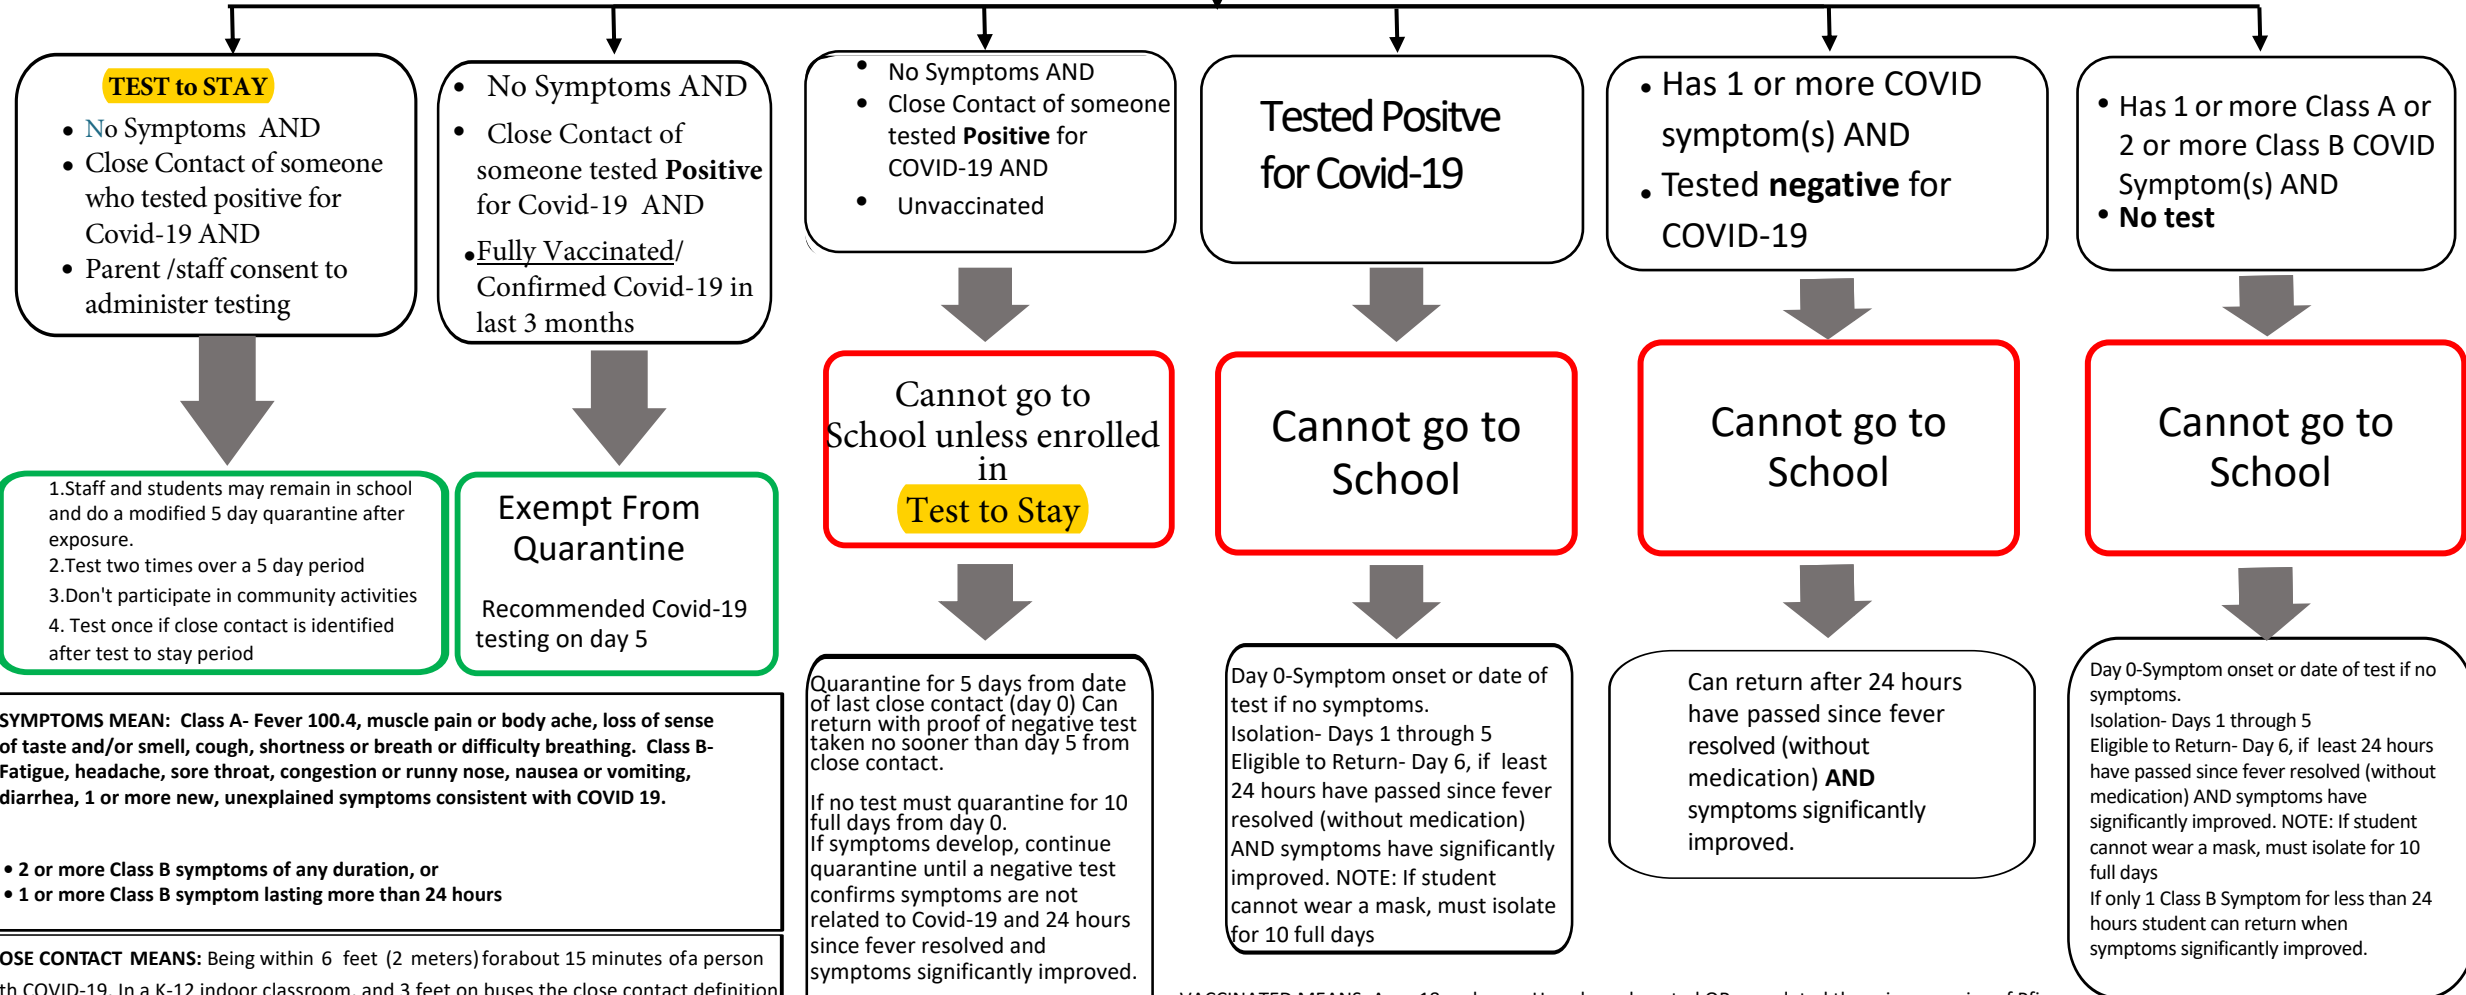 TEST to STAY
• No Symptoms AND
• Close Contact of someone
who tested positive for
Covid-19 AND
• Parent /staff consent to
administer testing
• No Symptoms AND
• Close Contact of
someone tested Positive
for Covid-19 AND
• Fully Vaccinated/
Confirmed Covid-19 in
last 3 months
• No Symptoms AND
• Close Contact of someone
tested Positive for
COVID-19 AND
• Unvaccinated
Tested Positve
for Covid-19
• Has 1 or more COVID
symptom(s) AND
• Tested negative for
COVID-19
• Has 1 or more Class A or
2 or more Class B COVID
Symptom(s) AND
• No test
1.Staff and students may remain in school
and do a modified 5 day quarantine after
exposure.
2.Test two times over a 5 day period
3.Don't participate in community activities
4. Test once if close contact is identified
after test to stay period
Exempt From
Quarantine
Recommended Covid-19
testing on day 5
Cannot go to
School unless enrolled
in
Test to Stay
Cannot go to
School
Cannot go to
School
Cannot go to
School
Quarantine for 5 days from date
of last close contact (day 0) Can
return with proof of negative test
taken no sooner than day 5 from
close contact.
If no test must quarantine for 10
full days from day 0.
If symptoms develop, continue
quarantine until a negative test
confirms symptoms are not
related to Covid-19 and 24 hours
since fever resolved and
symptoms significantly improved.
Day 0-Symptom onset or date of
test if no symptoms.
Isolation- Days 1 through 5
Eligible to Return- Day 6, if least
24 hours have passed since fever
resolved (without medication)
AND symptoms have significantly
improved. NOTE: If student
cannot wear a mask, must isolate
for 10 full days
Can return after 24 hours
have passed since fever
resolved (without
medication) AND
symptoms significantly
improved.
Day 0-Symptom onset or date of test if no
symptoms.
Isolation- Days 1 through 5
Eligible to Return- Day 6, if least 24 hours
have passed since fever resolved (without
medication) AND symptoms have
significantly improved. NOTE: If student
cannot wear a mask, must isolate for 10
full days
If only 1 Class B Symptom for less than 24
hours student can return when
symptoms significantly improved.
SYMPTOMS MEAN: Class A- Fever 100.4, muscle pain or body ache, loss of sense
of taste and/or smell, cough, shortness or breath or difficulty breathing. Class B-
Fatigue, headache, sore throat, congestion or runny nose, nausea or vomiting,
diarrhea, 1 or more new, unexplained symptoms consistent with COVID 19.
• 2 or more Class B symptoms of any duration, or
• 1 or more Class B symptom lasting more than 24 hours
OSE CONTACT MEANS: Being within 6 feet (2 meters) forabout 15 minutes ofa person
th COVID-19. In a K-12 indoor classroom, and 3 feet on buses the close contact definition